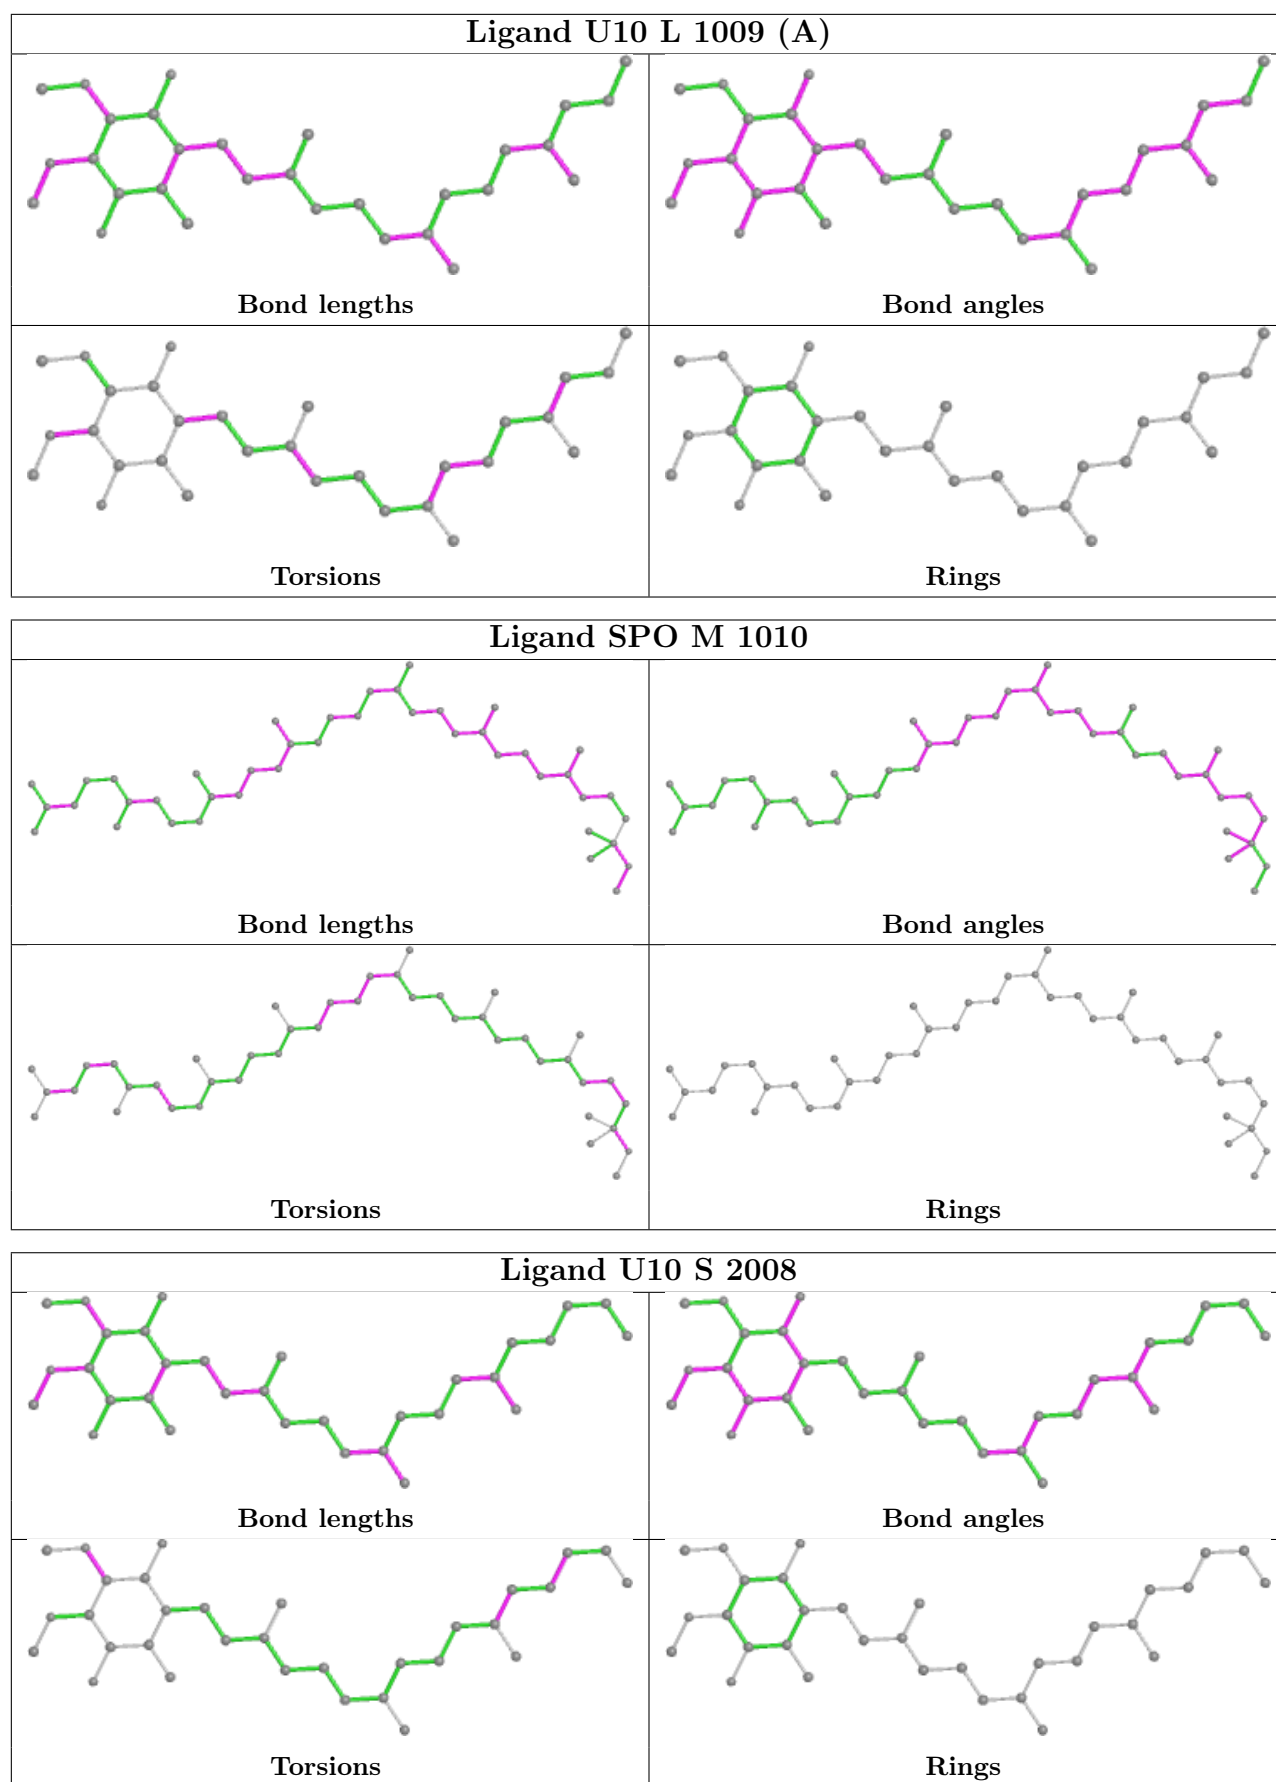 Ligand U10 L 1009 (A)
Bond lengths
Bond angles
Torsions
Rings
Ligand SPO M 1010
Bond lengths
Bond angles
Torsions
Rings
Ligand U10 S 2008
Bond lengths
Bond angles
Torsions
Rings